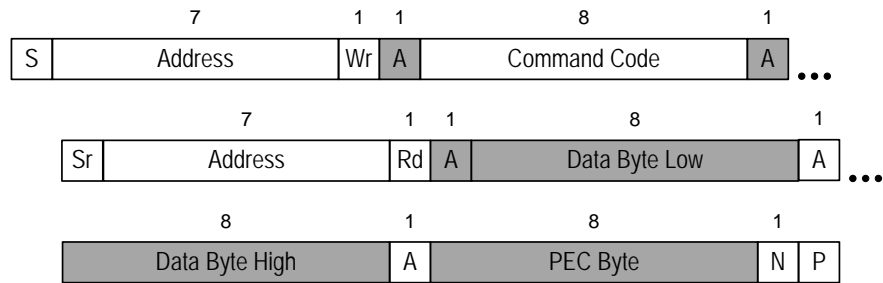 7 1 1 8 1
S Address Wr A Command Code A ...
7 1 1 8 1
Sr Address Rd A Data Byte Low A ...
8 1 8 1
Data Byte High A PEC Byte N P